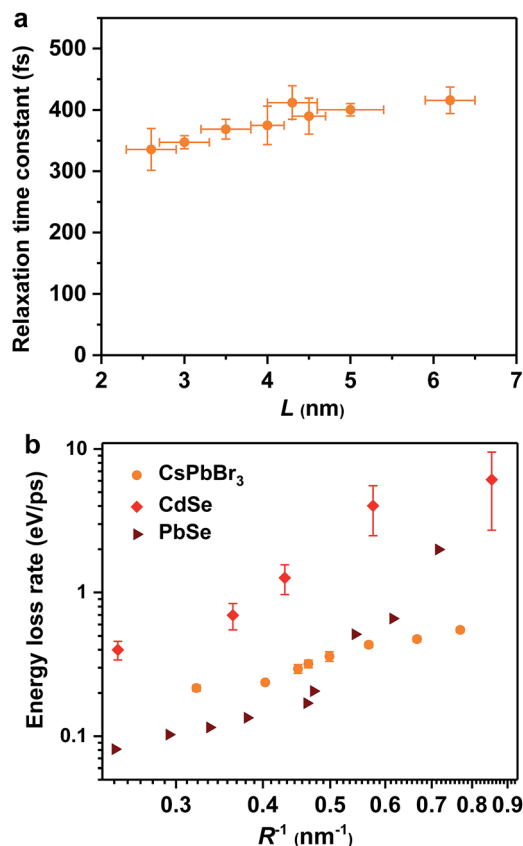 a
Relaxation time constant (fs)
500
400
300
200
100
0
2 3 4 5 6 7
L (nm)
b
Energy loss rate (eV/ps)
10
1
0.1
CsPbBr₃
CdSe
PbSe
0.3 0.4 0.5 0.6 0.7 0.8 0.9
R⁻¹ (nm⁻¹)